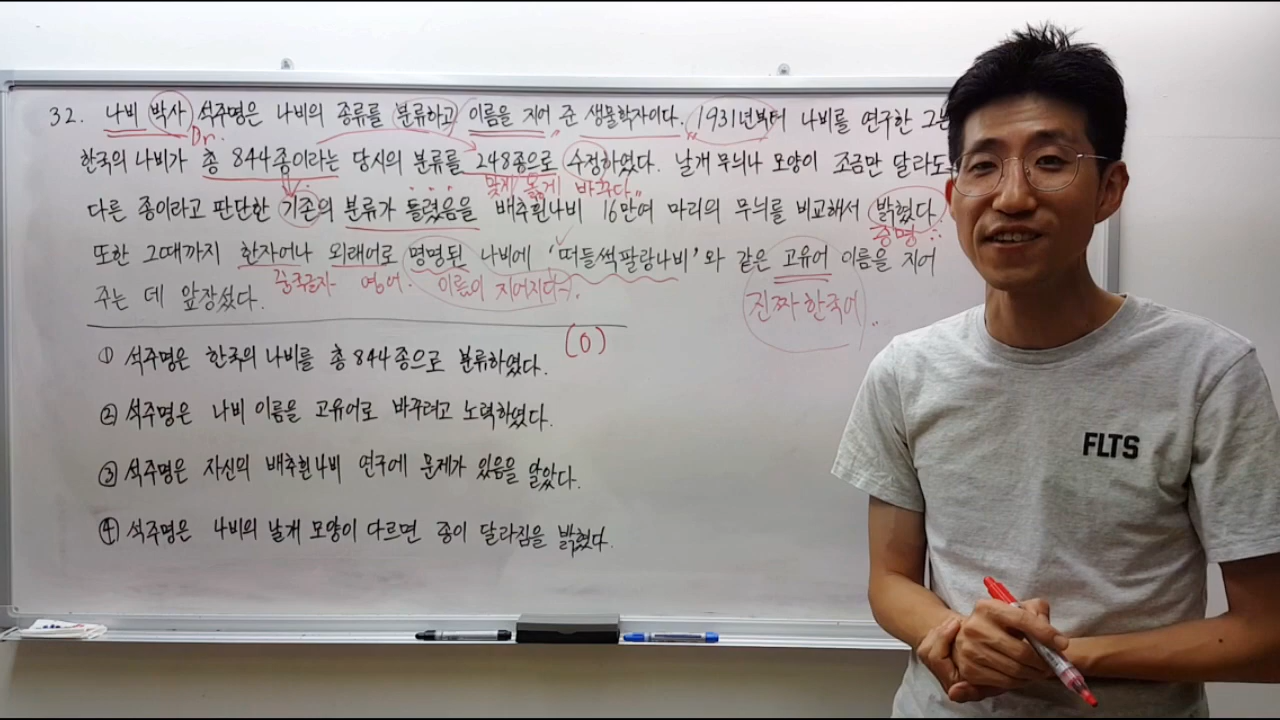 32. 나비 박사 석주명은 나비의 종류를 분류하고 이름을 지어 준 생물학자이다. 1931년부터 나비를 연구한 그는
Dr.
한국의 나비가 총 844종이라는 당시의 분류를 248종으로 수정하였다. 날개 무늬나 모양이 조금만 달라도
맞게 옳게 바꾸다
다른 종이라고 판단한 기존의 분류가 틀렸음을 배추흰나비 16만여 마리의 무늬를 비교해서 밝혔다.
증명
또한 그때까지 한자어나 외래어로 명명된 나비에 '떠들썩팔랑나비'와 같은 고유어 이름을 지어
중국글자 영어. 이름이 지어지다 진짜 한국어
주는 데 앞장섰다.
① 석주명은 한국의 나비를 총 844종으로 분류하였다. (O)
② 석주명은 나비 이름을 고유어로 바꾸려고 노력하였다.
③ 석주명은 자신의 배추흰나비 연구에 문제가 있음을 알았다.
④ 석주명은 나비의 날개 모양이 다르면 종이 달라짐을 밝혔다.
FLTS